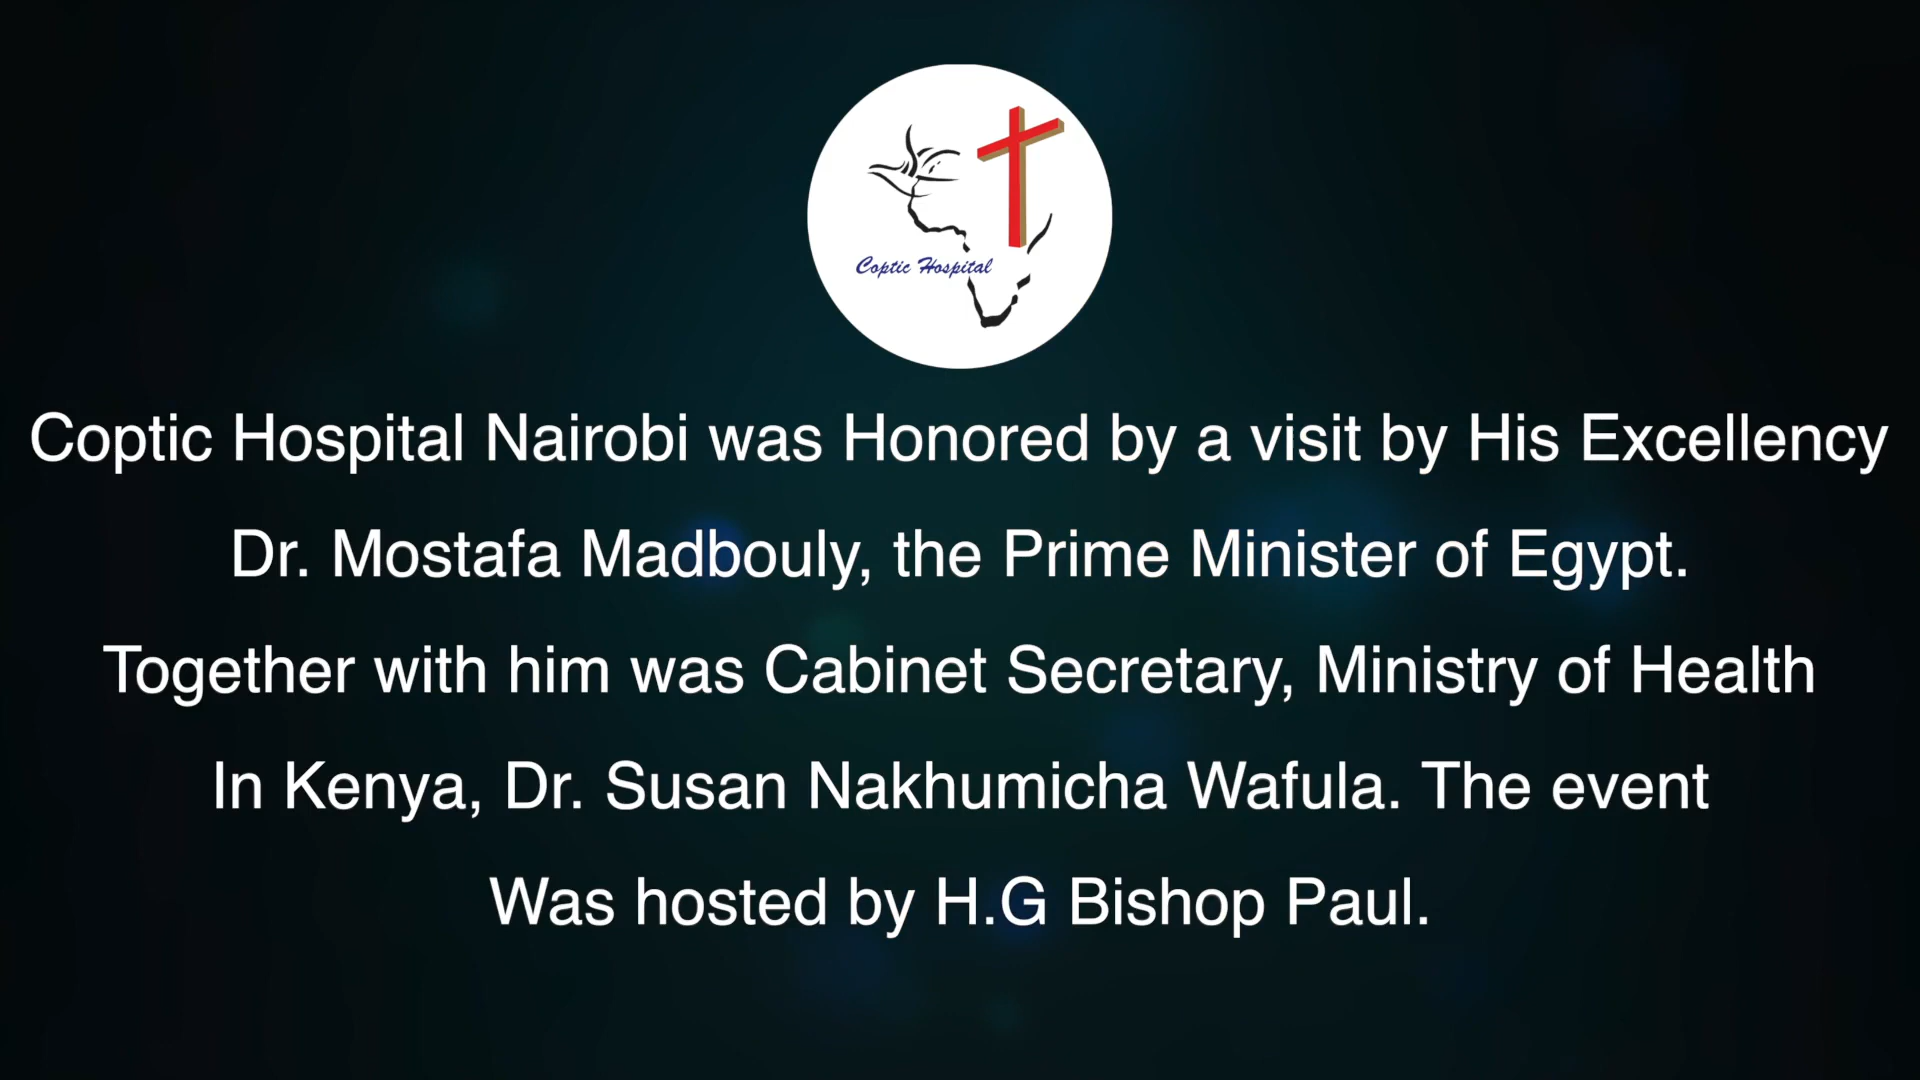 Coptic Hospital
Coptic Hospital Nairobi was Honored by a visit by His Excellency
Dr. Mostafa Madbouly, the Prime Minister of Egypt.
Together with him was Cabinet Secretary, Ministry of Health
In Kenya, Dr. Susan Nakhumicha Wafula. The event
Was hosted by H.G Bishop Paul.